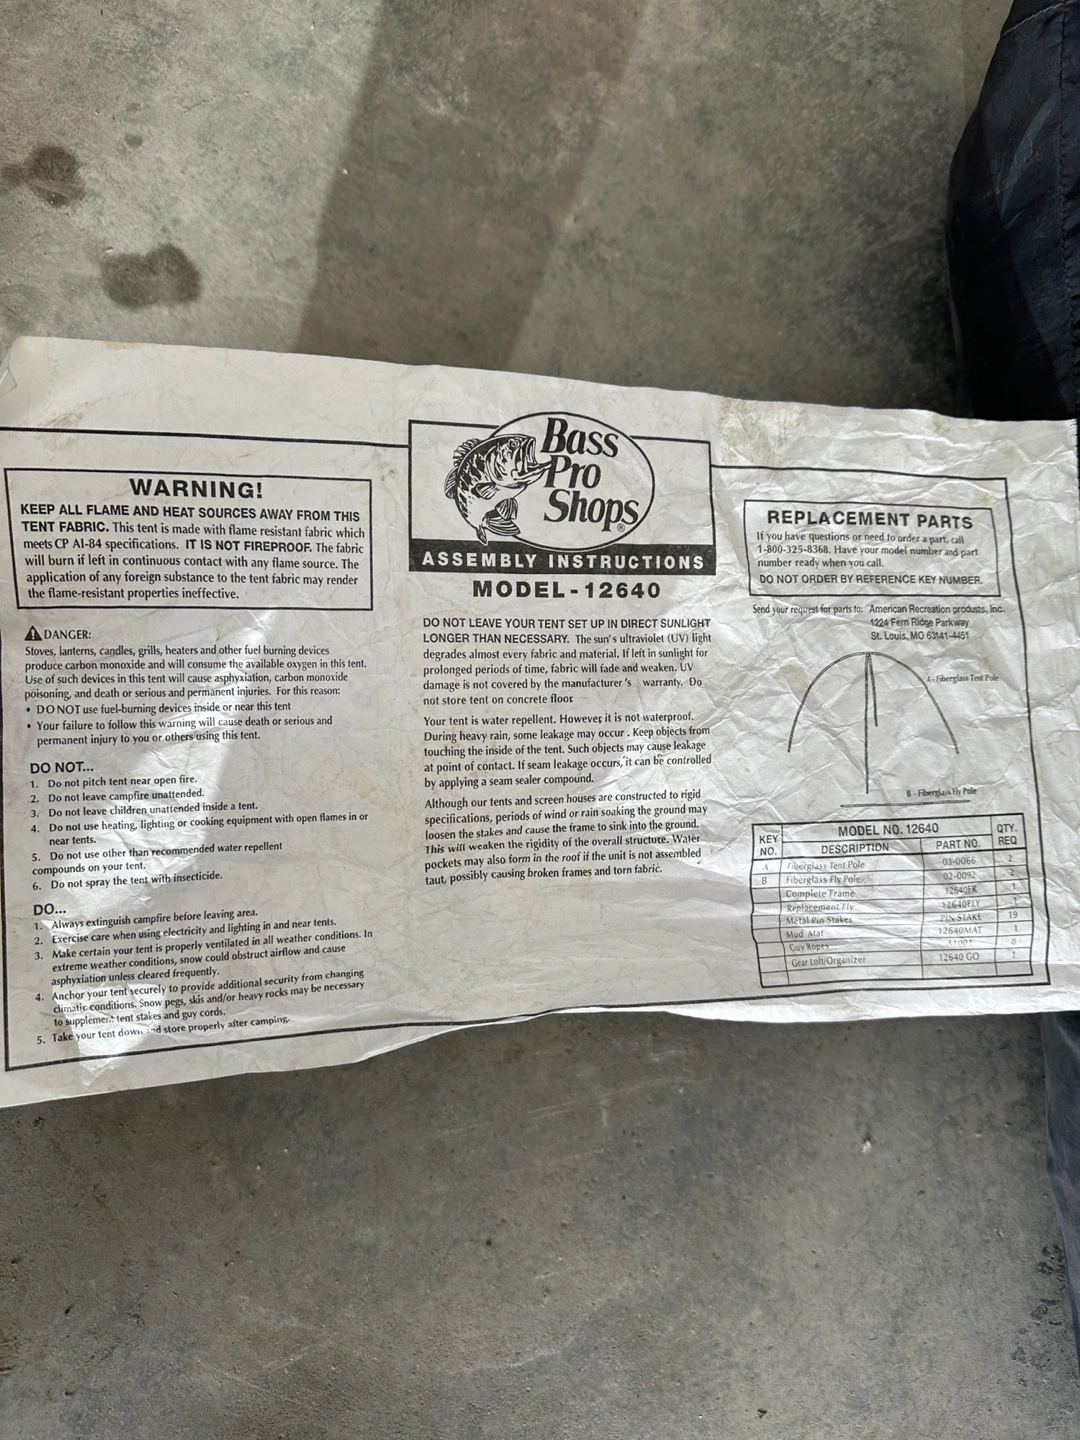 WARNING!
KEEP ALL FLAME AND HEAT SOURCES AWAY FROM THIS
TENT FABRIC. This tent is made with flame resistant fabric which
meets CP AI-84 specifications. IT IS NOT FIREPROOF. The fabric
will burn if left in continuous contact with any flame source. The
application of any foreign substance to the tent fabric may render
the flame-resistant properties ineffective.
DANGER:
Stoves, lanterns, candles, grills, heaters and other fuel burning devices
produce carbon monoxide and will consume the available oxygen in this tent.
Use of such devices in this tent will cause asphyxiation, carbon monoxide
poisoning, and death or serious and permanent injuries. For this reason:
• DO NOT use fuel-burning devices inside or near this tent
• Your failure to follow this warning will cause death or serious and
permanent injury to you or others using this tent.
DO NOT...
1. Do not pitch tent near open fire.
2. Do not leave campfire unattended.
3. Do not leave children unattended inside a tent.
4. Do not use heating, lighting or cooking equipment with open flames in or
near tents.
5. Do not use other than recommended water repellent
compounds on your tent.
6. Do not spray the tent with insecticide.
DO...
1. Always extinguish campfire before leaving area.
2. Exercise care when using electricity and lighting in and near tents.
3. Make certain your tent is properly ventilated in all weather conditions. In
extreme weather conditions, snow could obstruct airflow and cause
asphyxiation unless cleared frequently.
4. Anchor your tent securely to provide additional security from changing
climatic conditions. Snow pegs, skis and/or heavy rocks may be necessary
to supplement tent stakes and guy cords.
5. Take your tent down and store properly after camping.
Bass
Pro
Shops®
ASSEMBLY INSTRUCTIONS
MODEL-12640
DO NOT LEAVE YOUR TENT SET UP IN DIRECT SUNLIGHT
LONGER THAN NECESSARY. The sun's ultraviolet (UV) light
degrades almost every fabric and material. If left in sunlight for
prolonged periods of time, fabric will fade and weaken. UV
damage is not covered by the manufacturer's warranty. Do
not store tent on concrete floor.
Your tent is water repellent. However, it is not waterproof.
During heavy rain, some leakage may occur. Keep objects from
touching the inside of the tent. Such objects may cause leakage
at point of contact. If seam leakage occurs, it can be controlled
by applying a seam sealer compound.
Although our tents and screen houses are constructed to rigid
specifications, periods of wind or rain soaking the ground may
loosen the stakes and cause the frame to sink into the ground.
This will weaken the rigidity of the overall structure. Water
pockets may also form in the roof if the unit is not assembled
taut, possibly causing broken frames and torn fabric.
REPLACEMENT PARTS
If you have questions or need to order a part, call
1-800-325-8368. Have your model number and part
number ready when you call.
DO NOT ORDER BY REFERENCE KEY NUMBER.
Send your request for parts to: American Recreation products, Inc.
1224 Fern Ridge Parkway
St. Louis, MO 63141-4451
A - Fiberglass Tent Pole
B - Fiberglass Fly Pole
KEY NO. MODEL NO. 12640 QTY. REQ
DESCRIPTION PART NO.
A Fiberglass Tent Pole 03-0066 2
B Fiberglass Fly Pole 02-0092 2
Complete Frame 12640FR 1
Replacement Fly 12640FLY 1
Metal Pin Stakes PIN STAKE 19
Mud Mat 12640MAT 1
Guy Ropes 8
Gear Loft/Organizer 12640 GO 1